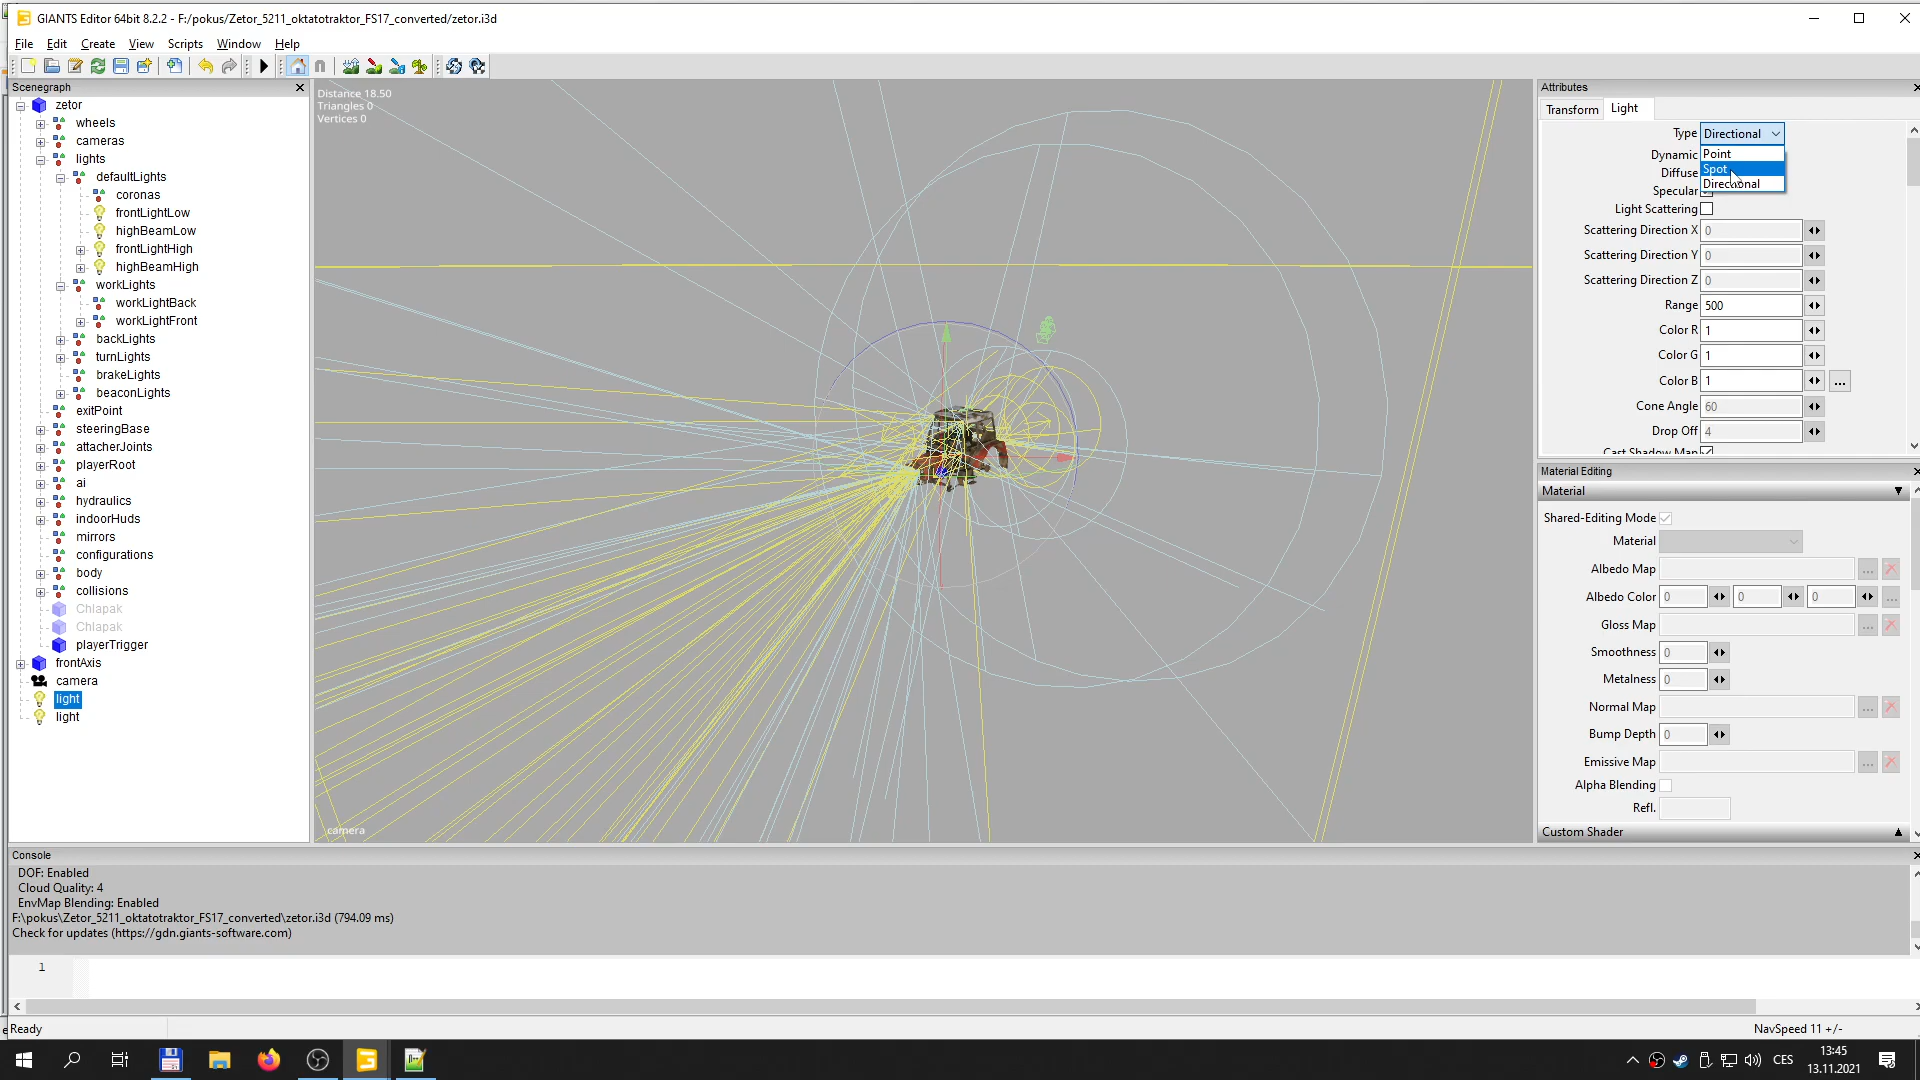 GIANTS Editor 64bit 8.2.2 - F:/pokus/Zetor_5211_oktatotraktor_FS17_converted/zetor.i3d
File Edit Create View Scripts Window Help
Scenegraph
zetor
wheels
cameras
lights
defaultLights
coronas
frontLightLow
highBeamLow
frontLightHigh
highBeamHigh
workLights
workLightBack
workLightFront
backLights
turnLights
brakeLights
beaconLights
exitPoint
steeringBase
attacherJoints
playerRoot
ai
hydraulics
indoorHuds
mirrors
configurations
body
collisions
Chlapak
Chlapak
playerTrigger
frontAxis
camera
light
light
Distance 18.50
Triangles 0
Vertices 0
camera
Attributes
Transform Light
Type Directional
Point
Spot
Directional
Dynamic
Diffuse
Specular
Light Scattering
Scattering Direction X 0
Scattering Direction Y 0
Scattering Direction Z 0
Range 500
Color R 1
Color G 1
Color B 1 ...
Cone Angle 60
Drop Off 4
Cast Shadow Map
Material Editing
Material
Shared-Editing Mode
Material
Albedo Map ...
Albedo Color 0 0 0 ...
Gloss Map ...
Smoothness 0
Metalness 0
Normal Map ...
Bump Depth 0
Emissive Map ...
Alpha Blending
Refl.
Custom Shader
Console
DOF: Enabled
Cloud Quality: 4
EnvMap Blending: Enabled
F:\pokus\Zetor_5211_oktatotraktor_FS17_converted\zetor.i3d (794.09 ms)
Check for updates (https://gdn.giants-software.com)
1
Ready
NavSpeed 11 +/-
CES
13:45
13.11.2021